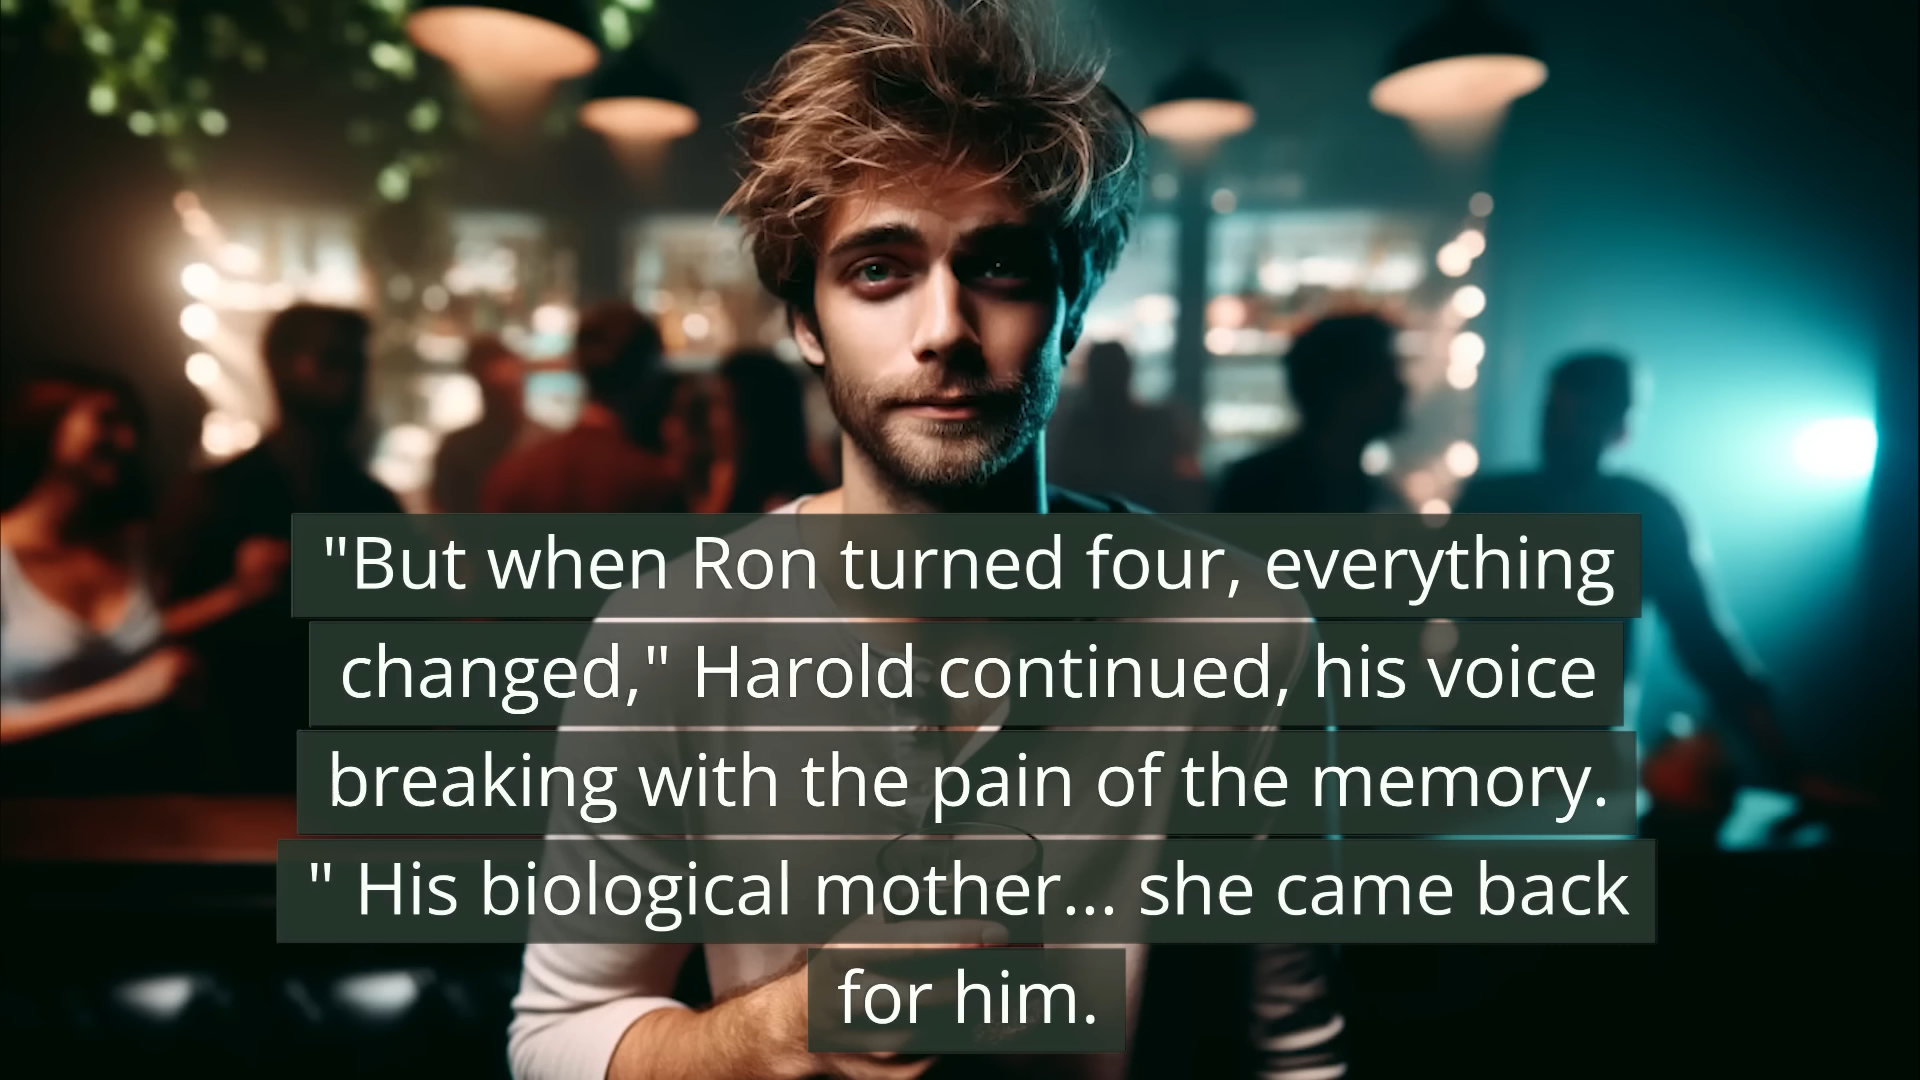 "But when Ron turned four, everything
changed," Harold continued, his voice
breaking with the pain of the memory.
" His biological mother... she came back
for him.